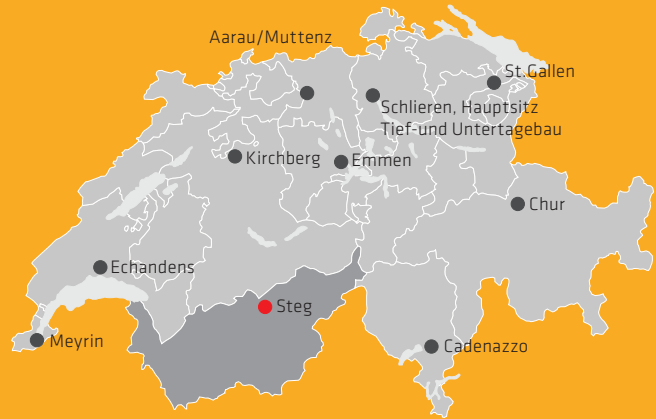 Aarau/Muttenz
St.Gallen
Schlieren, Hauptsitz
Tief-und Untertagebau
Kirchberg
Emmen
Chur
Echandens
Steg
Meyrin
Cadenazzo